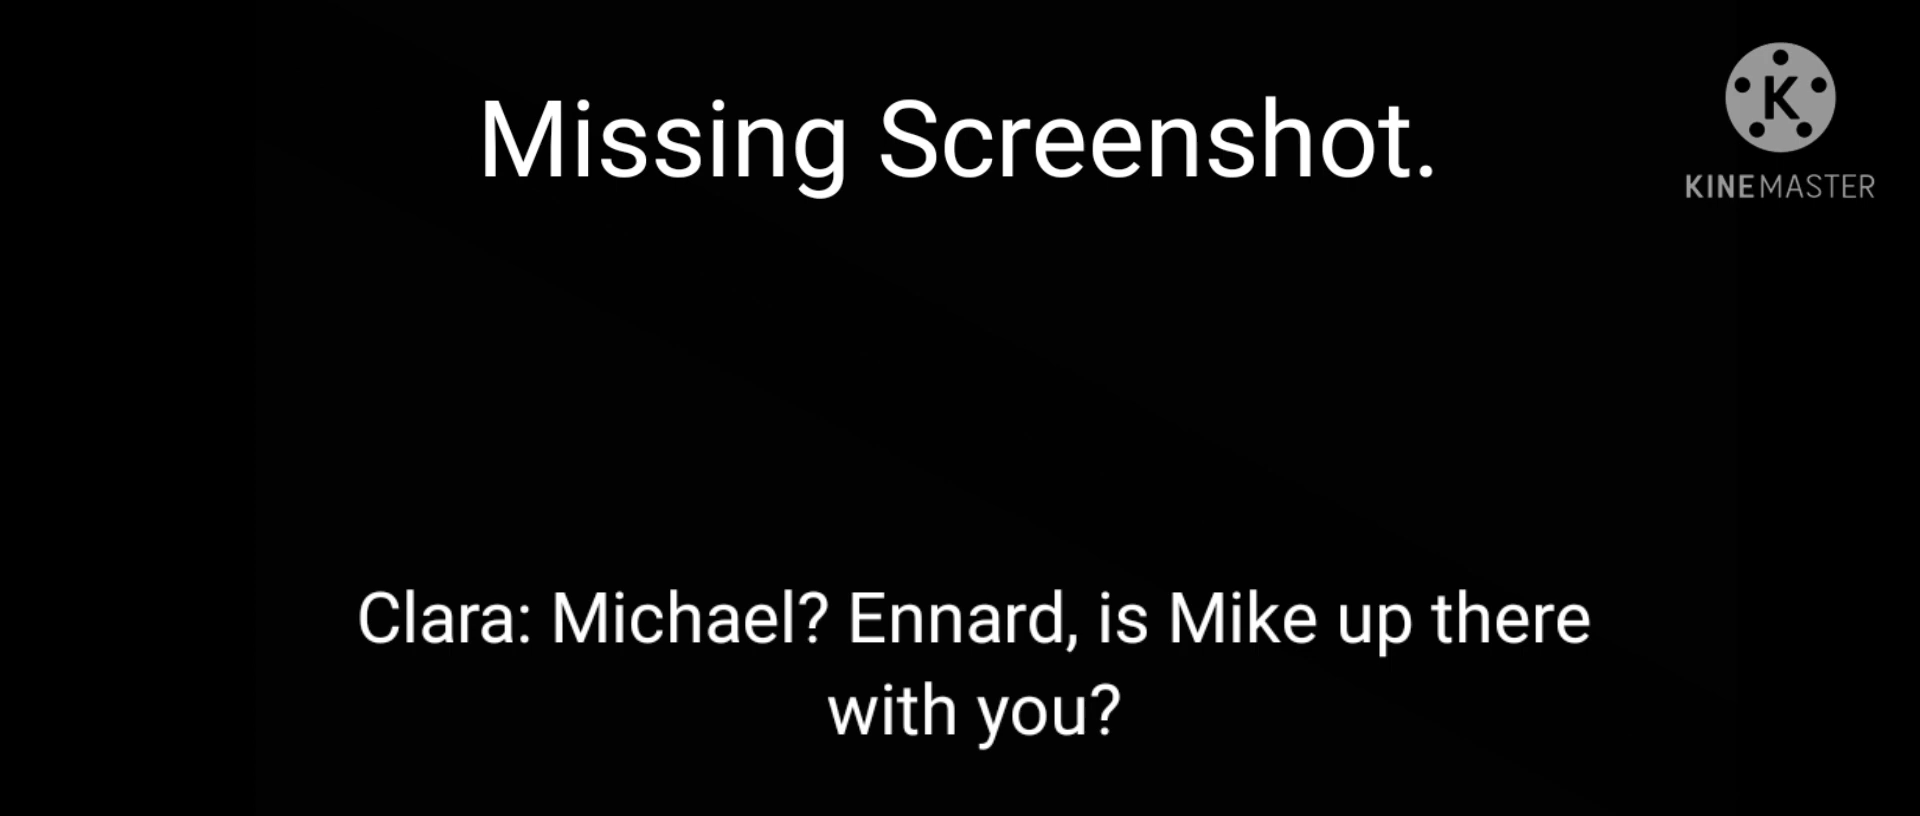 Missing Screenshot.
K
KINEMASTER
Clara: Michael? Ennard, is Mike up there
with you?